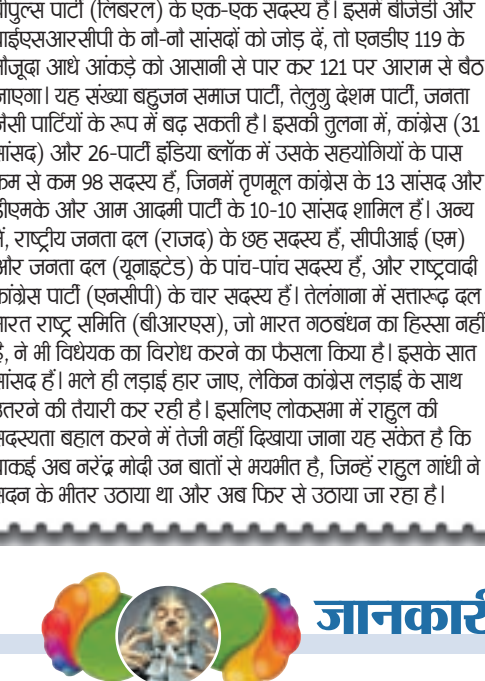 पीपुल्स पार्टी (लिबरल) के एक-एक सदस्य हैं। इसमें बीजेडी और
वाईएसआरसीपी के नौ-नौ सांसदों को जोड़ दें, तो एनडीए 119 के
मौजूदा आधे आंकड़े को आसानी से पार कर 121 पर आराम से बैठ
जाएगा। यह संख्या बहुजन समाज पार्टी, तेलुगु देशम पार्टी, जनता
जैसी पार्टियों के रूप में बढ़ सकती है। इसकी तुलना में, कांग्रेस (31
सांसद) और 26-पार्टी इंडिया ब्लॉक में उसके सहयोगियों के पास
कम से कम 98 सदस्य हैं, जिनमें तृणमूल कांग्रेस के 13 सांसद और
डीएमके और आम आदमी पार्टी के 10-10 सांसद शामिल हैं। अन्य
में, राष्ट्रीय जनता दल (राजद) के छह सदस्य हैं, सीपीआई (एम)
और जनता दल (यूनाइटेड) के पांच-पांच सदस्य हैं, और राष्ट्रवादी
कांग्रेस पार्टी (एनसीपी) के चार सदस्य हैं। तेलंगाना में सत्तारूढ़ दल
भारत राष्ट्र समिति (बीआरएस), जो भारत गठबंधन का हिस्सा नहीं
है, ने भी विधेयक का विरोध करने का फैसला किया है। इसके सात
सांसद हैं। भले ही लड़ाई हार जाए, लेकिन कांग्रेस लड़ाई के साथ
उतरने की तैयारी कर रही है। इसलिए लोकसभा में राहुल की
सदस्यता बहाल करने में तेजी नहीं दिखाया जाना यह संकेत है कि
वाकई अब नरेंद्र मोदी उन बातों से भयभीत है, जिन्हें राहुल गांधी ने
सदन के भीतर उठाया था और अब फिर से उठाया जा रहा है।
जानकारी